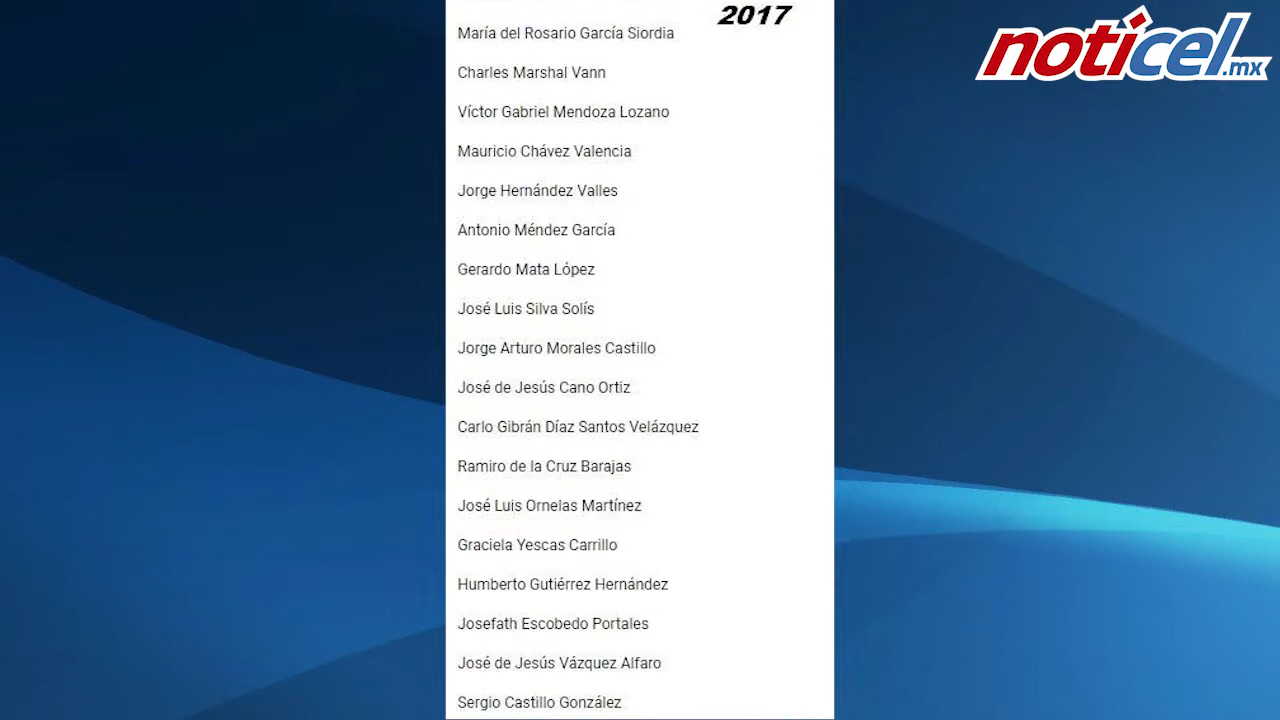 2017
noticel.mx
María del Rosario García Siordia
Charles Marshal Vann
Víctor Gabriel Mendoza Lozano
Mauricio Chávez Valencia
Jorge Hernández Valles
Antonio Méndez García
Gerardo Mata López
José Luis Silva Solís
Jorge Arturo Morales Castillo
José de Jesús Cano Ortiz
Carlo Gibrán Díaz Santos Velázquez
Ramiro de la Cruz Barajas
José Luis Ornelas Martínez
Graciela Yescas Carrillo
Humberto Gutiérrez Hernández
Josefath Escobedo Portales
José de Jesús Vázquez Alfaro
Sergio Castillo González